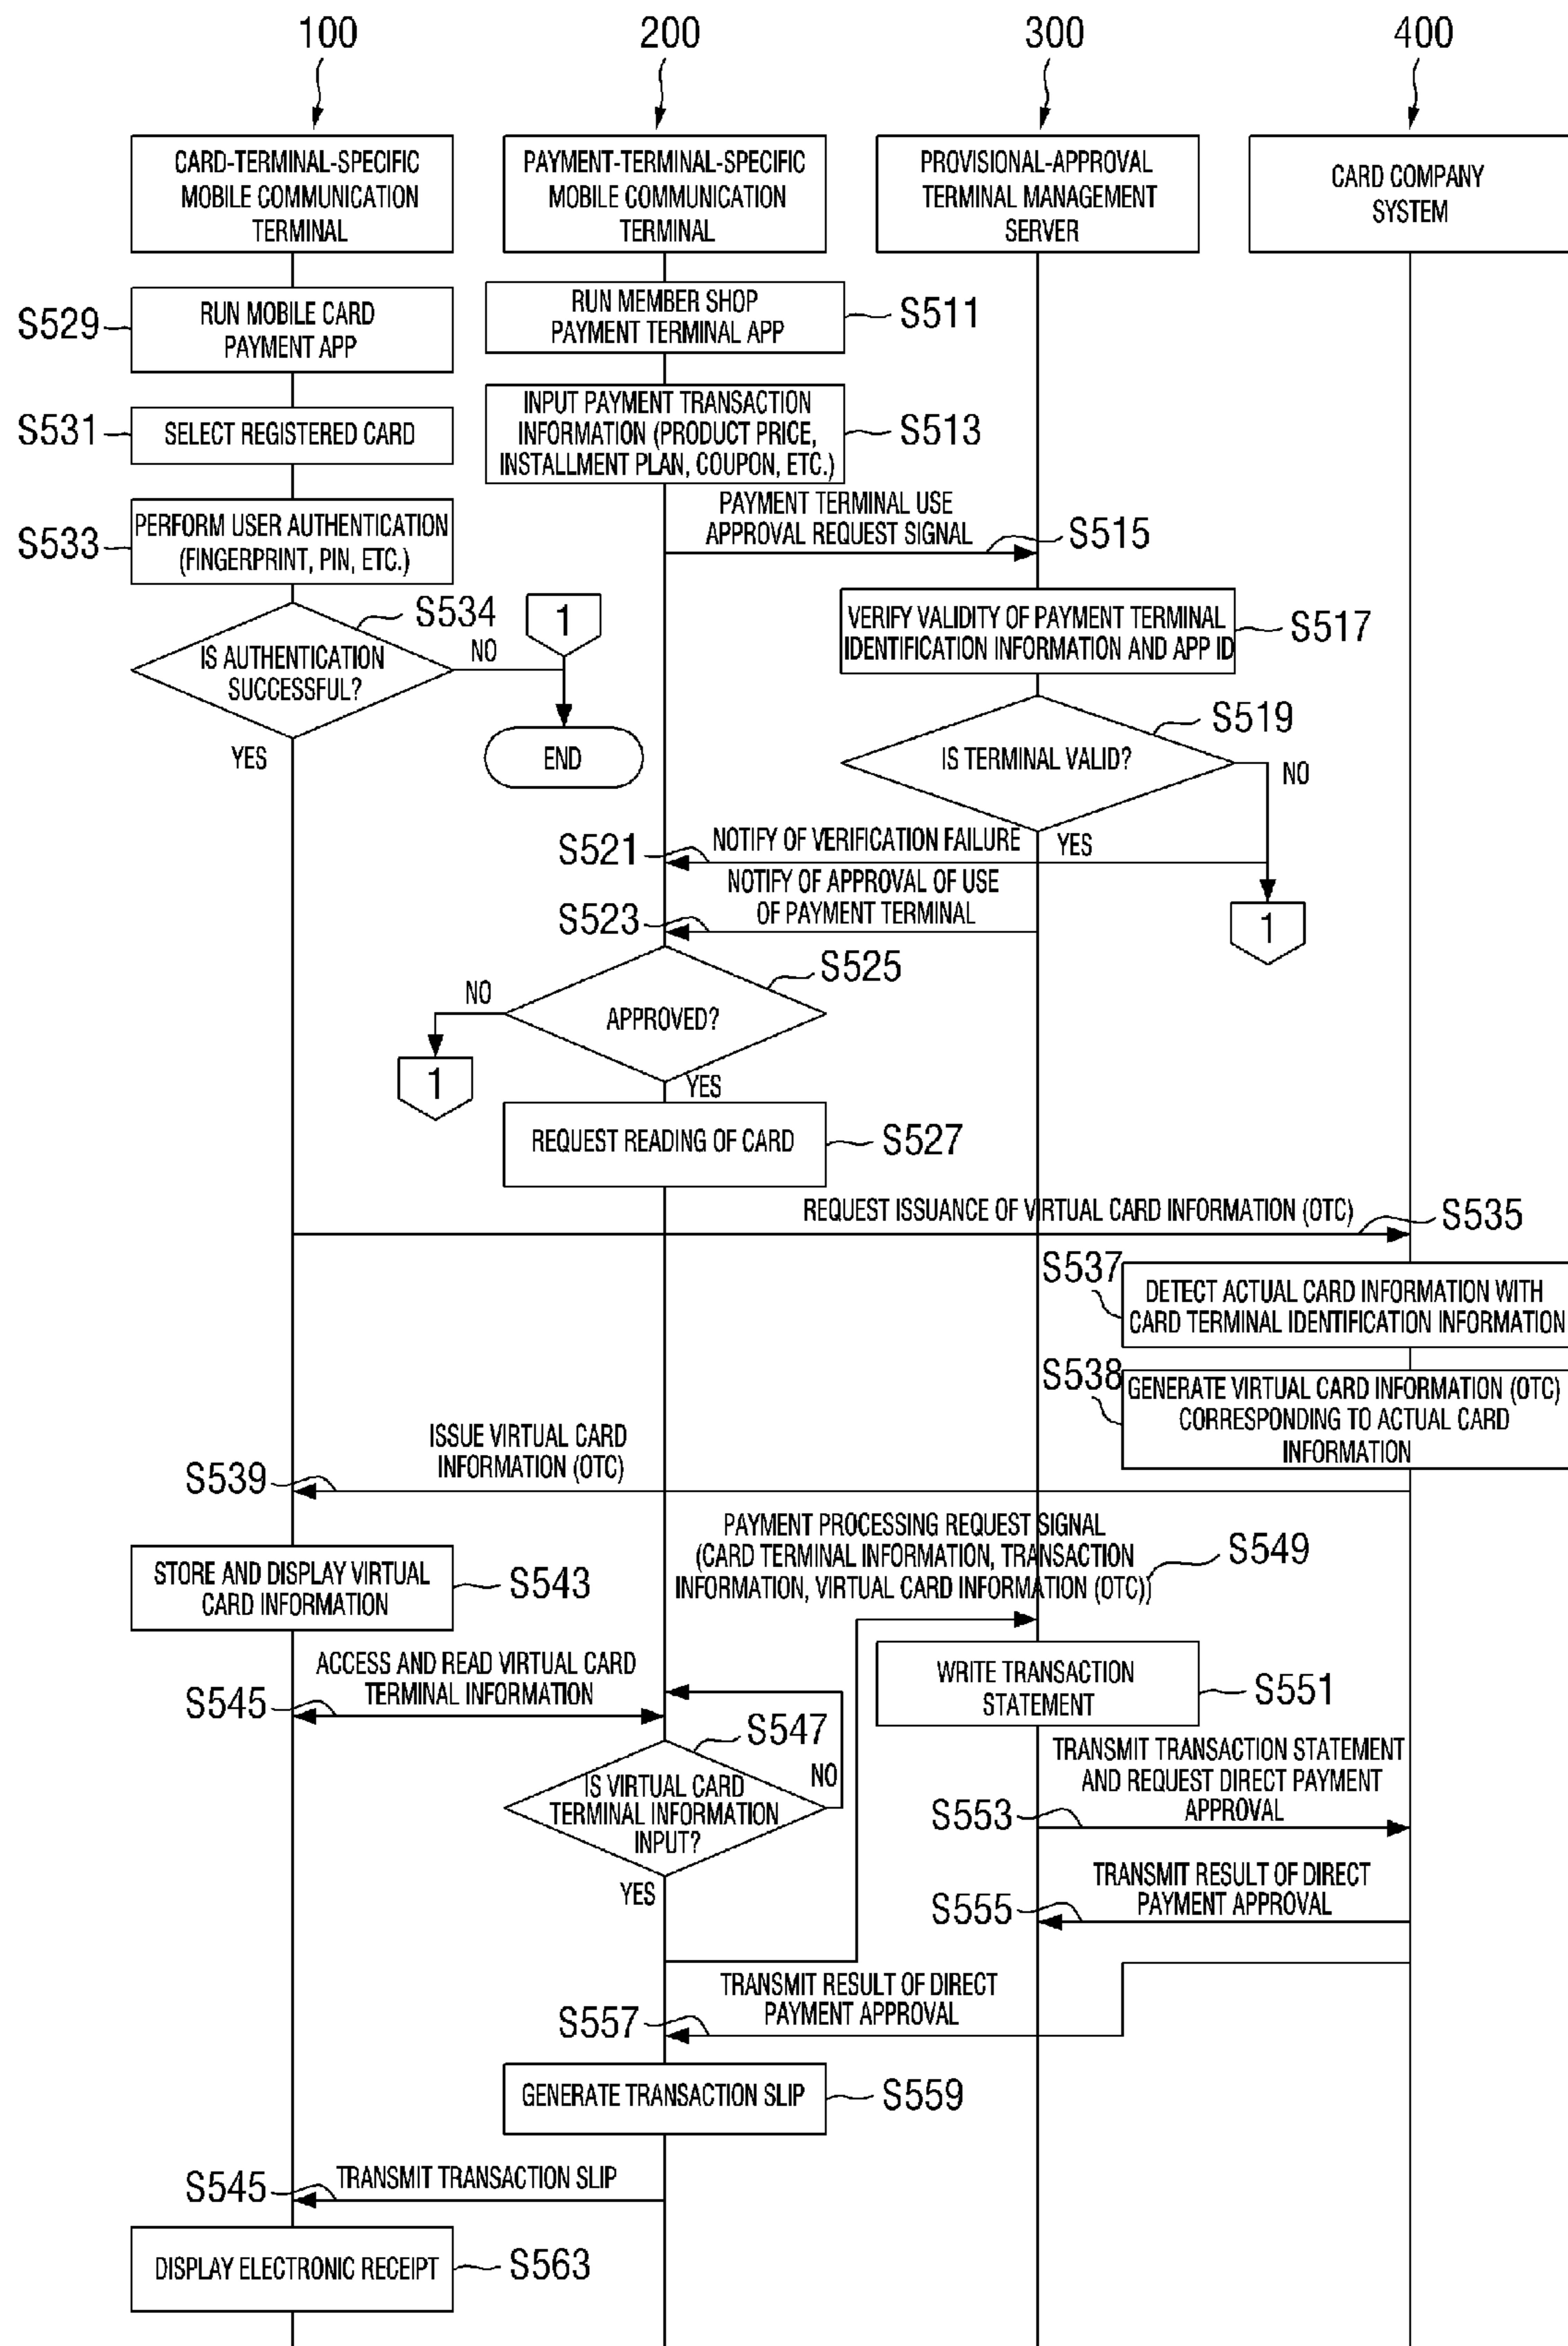 100
200
300
400
CARD-TERMINAL-SPECIFIC
MOBILE COMMUNICATION
TERMINAL
PAYMENT-TERMINAL-SPECIFIC
MOBILE COMMUNICATION
TERMINAL
PROVISIONAL-APPROVAL
TERMINAL MANAGEMENT
SERVER
CARD COMPANY
SYSTEM
S529
RUN MOBILE CARD
PAYMENT APP
RUN MEMBER SHOP
PAYMENT TERMINAL APP
S511
S531
SELECT REGISTERED CARD
INPUT PAYMENT TRANSACTION
INFORMATION (PRODUCT PRICE,
INSTALLMENT PLAN, COUPON, ETC.)
S513
S533
PERFORM USER AUTHENTICATION
(FINGERPRINT, PIN, ETC.)
PAYMENT TERMINAL USE
APPROVAL REQUEST SIGNAL
S515
S534
IS AUTHENTICATION
SUCCESSFUL?
NO
YES
1
END
VERIFY VALIDITY OF PAYMENT TERMINAL
IDENTIFICATION INFORMATION AND APP ID
S517
S519
IS TERMINAL VALID?
NO
YES
S521
NOTIFY OF VERIFICATION FAILURE
S523
NOTIFY OF APPROVAL OF USE
OF PAYMENT TERMINAL
1
S525
APPROVED?
NO
1
YES
REQUEST READING OF CARD
S527
REQUEST ISSUANCE OF VIRTUAL CARD INFORMATION (OTC)
S535
S537
DETECT ACTUAL CARD INFORMATION WITH
CARD TERMINAL IDENTIFICATION INFORMATION
S538
GENERATE VIRTUAL CARD INFORMATION (OTC)
CORRESPONDING TO ACTUAL CARD
INFORMATION
ISSUE VIRTUAL CARD
INFORMATION (OTC)
S539
PAYMENT PROCESSING REQUEST SIGNAL
(CARD TERMINAL INFORMATION, TRANSACTION
INFORMATION, VIRTUAL CARD INFORMATION (OTC))
S549
STORE AND DISPLAY VIRTUAL
CARD INFORMATION
S543
ACCESS AND READ VIRTUAL CARD
TERMINAL INFORMATION
S545
WRITE TRANSACTION
STATEMENT
S551
S547
IS VIRTUAL CARD
TERMINAL INFORMATION
INPUT?
NO
YES
TRANSMIT TRANSACTION STATEMENT
AND REQUEST DIRECT PAYMENT
APPROVAL
S553
TRANSMIT RESULT OF DIRECT
PAYMENT APPROVAL
S555
TRANSMIT RESULT OF DIRECT
PAYMENT APPROVAL
S557
GENERATE TRANSACTION SLIP
S559
S545
TRANSMIT TRANSACTION SLIP
DISPLAY ELECTRONIC RECEIPT
S563